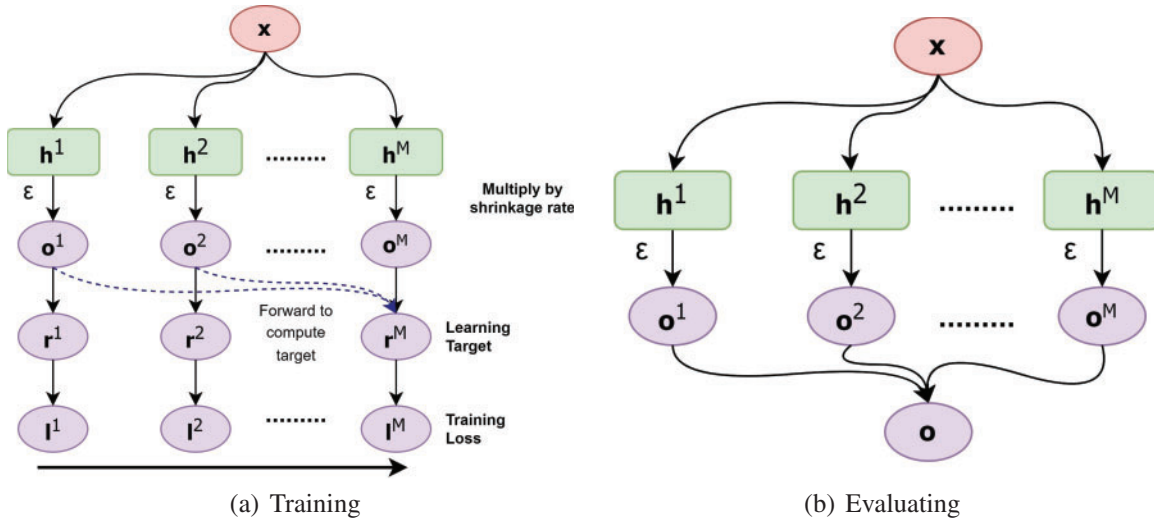 x
h¹ h² ......... hᴹ
ε ε ε
Multiply by
shrinkage rate
o¹ o² ......... oᴹ
Forward to
compute
target
r¹ r² rᴹ
Learning
Target
l¹ l² ......... lᴹ
Training
Loss
(a) Training
x
h¹ h² ......... hᴹ
ε ε ε
o¹ o² ......... oᴹ
o
(b) Evaluating